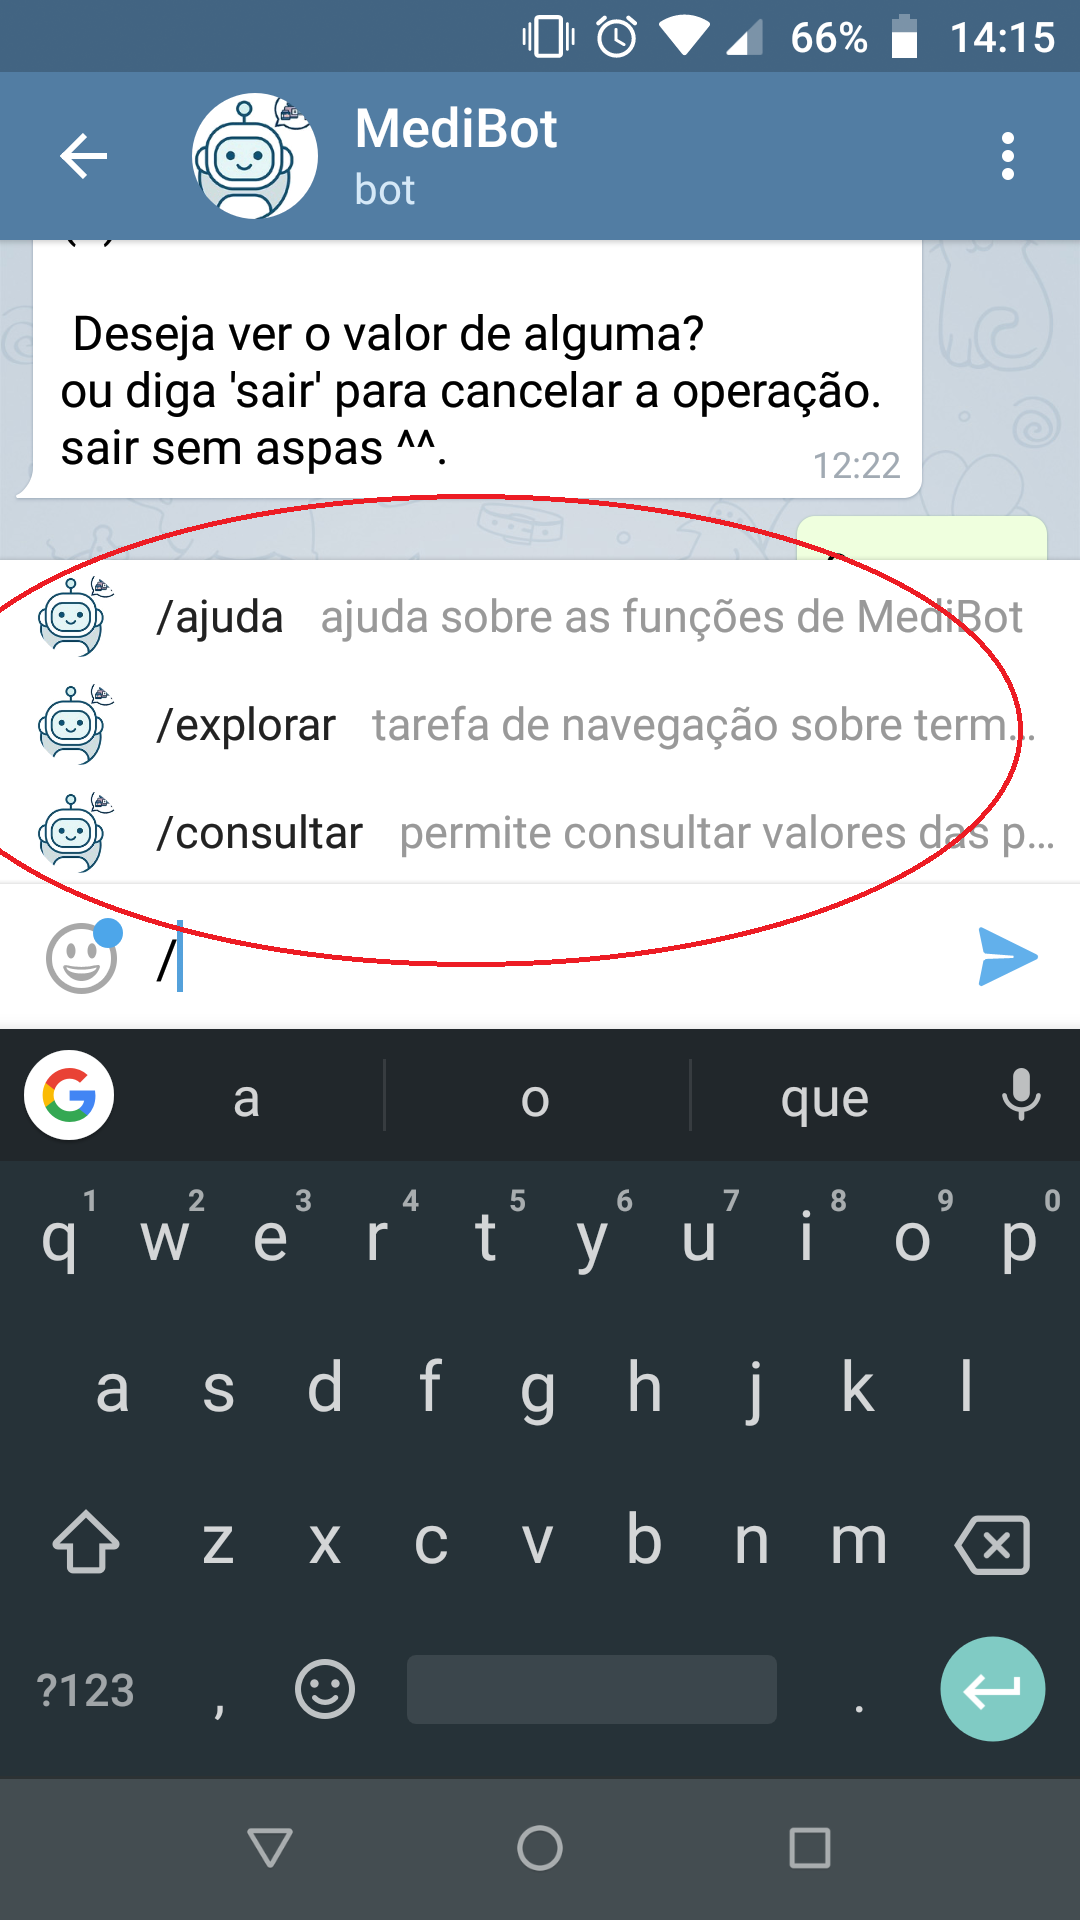 66% 14:15
MediBot
bot
Deseja ver o valor de alguma?
ou diga 'sair' para cancelar a operação.
sair sem aspas ^^.
12:22
/ajuda ajuda sobre as funções de MediBot
/explorar tarefa de navegação sobre term...
/consultar permite consultar valores das p...
/
a o que
1 2 3 4 5 6 7 8 9 0
q w e r t y u i o p
a s d f g h j k l
z x c v b n m
?123 , .